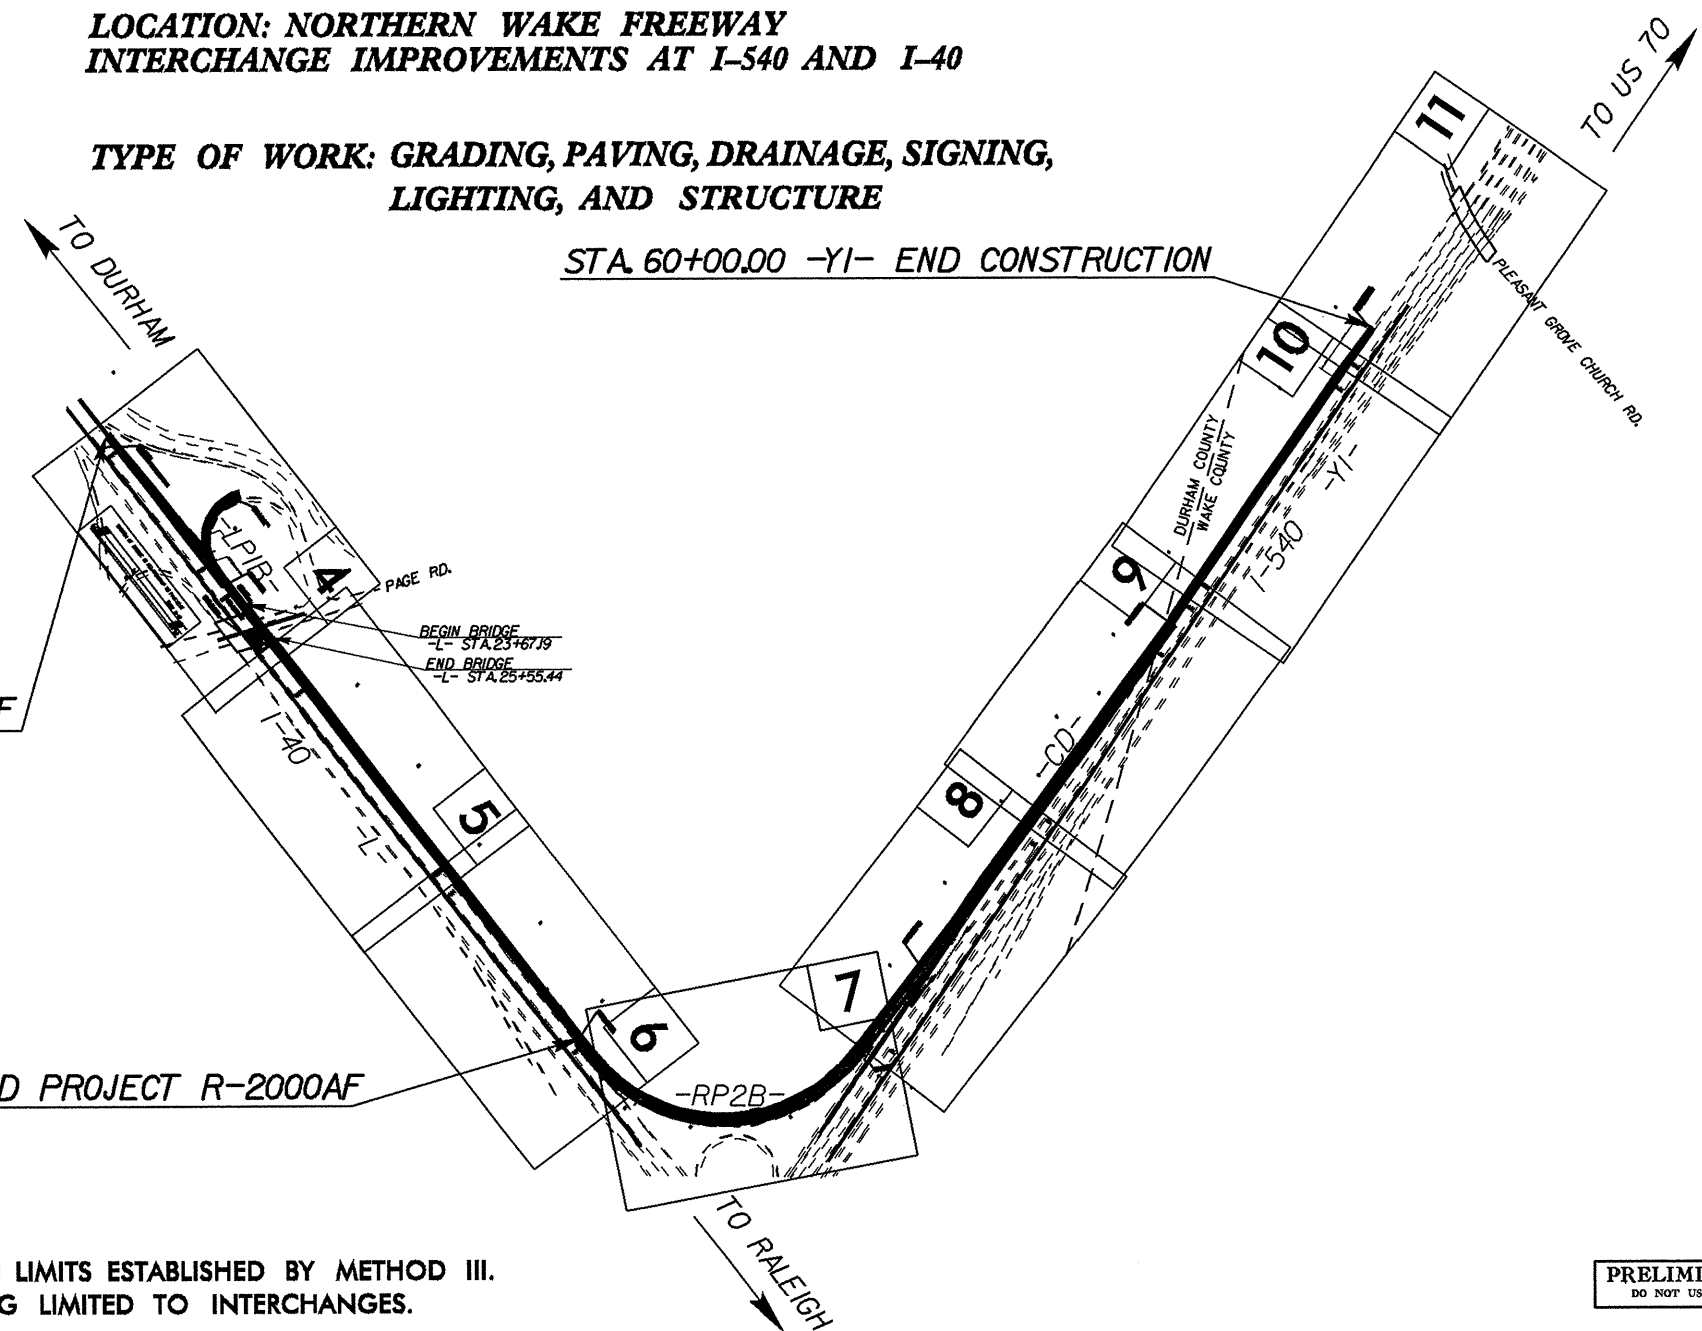 LOCATION: NORTHERN WAKE FREEWAY
INTERCHANGE IMPROVEMENTS AT I-540 AND I-40
TYPE OF WORK: GRADING, PAVING, DRAINAGE, SIGNING,
LIGHTING, AND STRUCTURE
TO US 70
11
TO DURHAM
STA. 60+00.00 -Y1- END CONSTRUCTION
PLEASANT GROVE CHURCH RD.
10
DURHAM COUNTY
WAKE COUNTY
-Y1-
I-540
-LP1B-
4
PAGE RD.
9
BEGIN BRIDGE
-L- STA.23+67.19
END BRIDGE
-L- STA.25+55.44
F
I-40
-CD-
8
5
-L-
7
6
-RP2B-
D PROJECT R-2000AF
TO RALEIGH
LIMITS ESTABLISHED BY METHOD III.
G LIMITED TO INTERCHANGES.
PRELIMI
DO NOT US